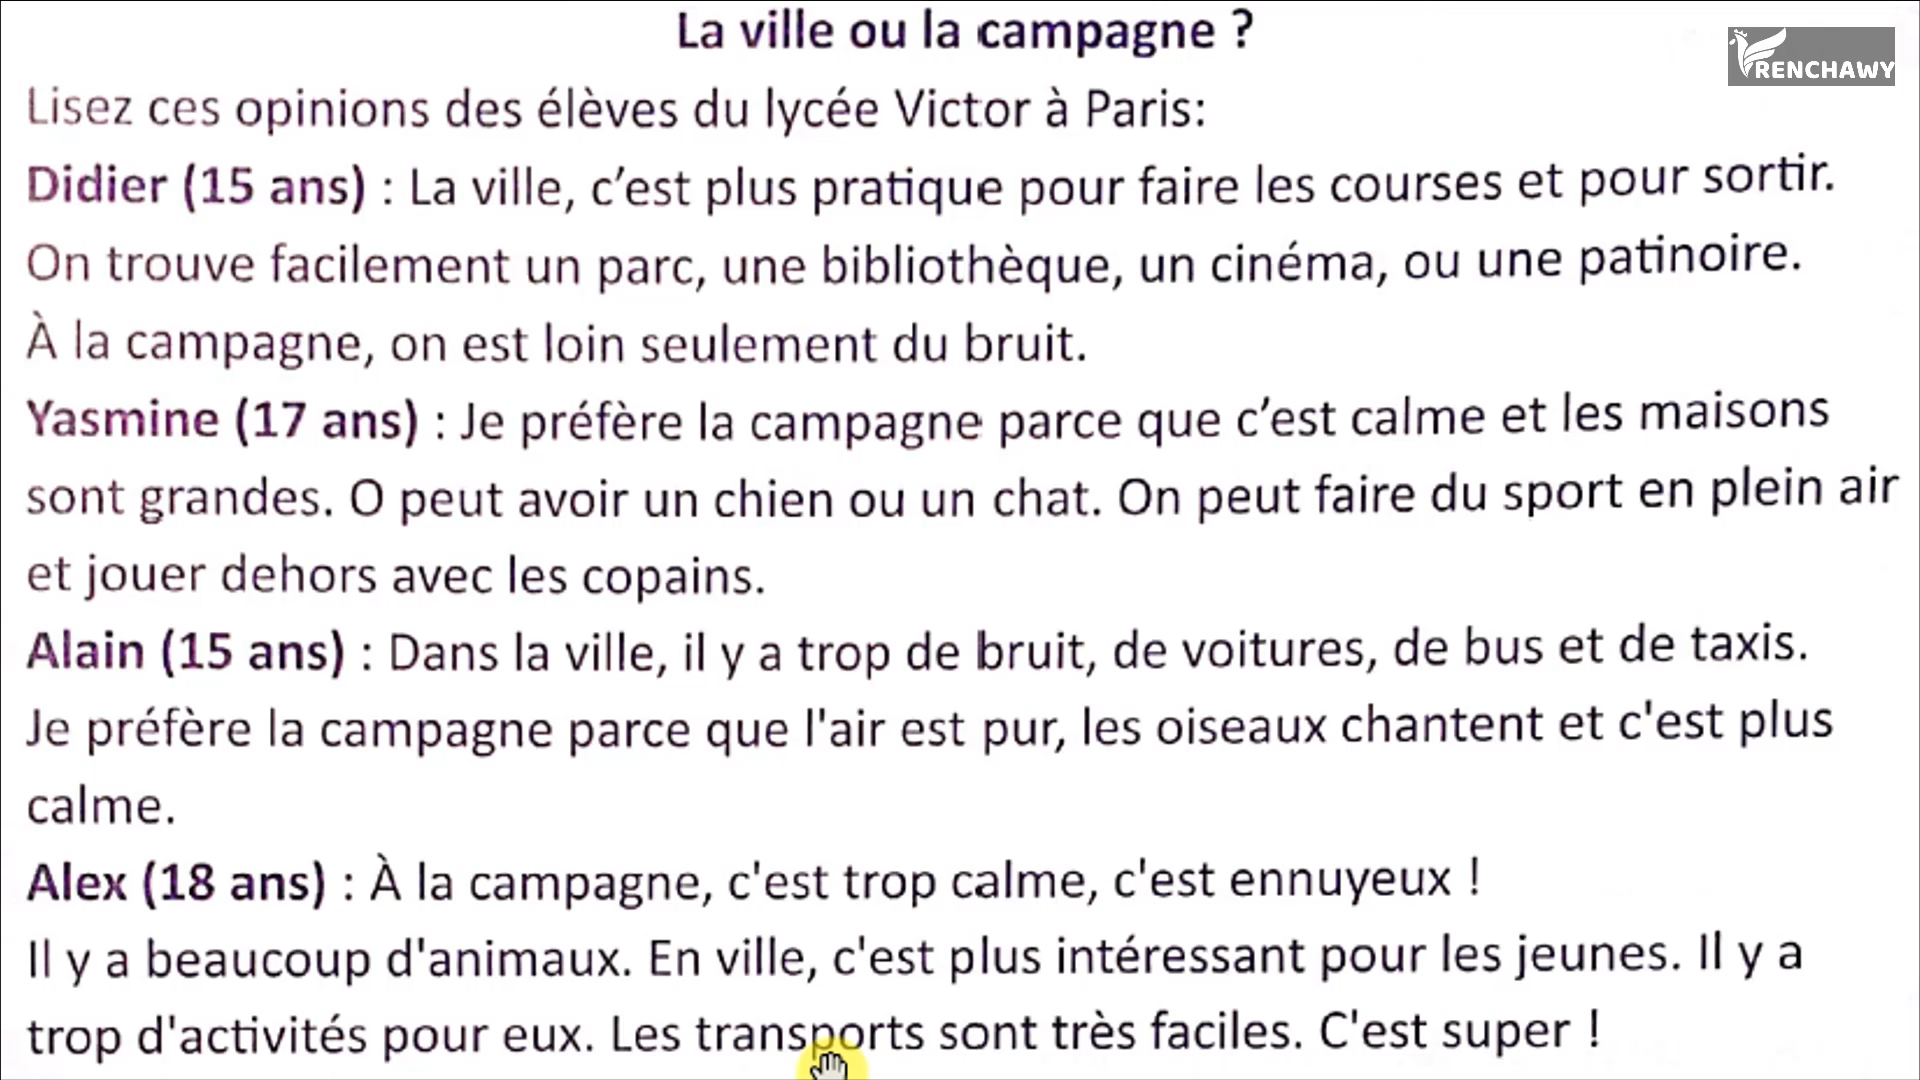 La ville ou la campagne ?
RENCHAWY
Lisez ces opinions des élèves du lycée Victor à Paris:
Didier (15 ans) : La ville, c’est plus pratique pour faire les courses et pour sortir.
On trouve facilement un parc, une bibliothèque, un cinéma, ou une patinoire.
À la campagne, on est loin seulement du bruit.
Yasmine (17 ans) : Je préfère la campagne parce que c’est calme et les maisons
sont grandes. O peut avoir un chien ou un chat. On peut faire du sport en plein air
et jouer dehors avec les copains.
Alain (15 ans) : Dans la ville, il y a trop de bruit, de voitures, de bus et de taxis.
Je préfère la campagne parce que l'air est pur, les oiseaux chantent et c'est plus
calme.
Alex (18 ans) : À la campagne, c'est trop calme, c'est ennuyeux !
Il y a beaucoup d'animaux. En ville, c'est plus intéressant pour les jeunes. Il y a
trop d'activités pour eux. Les transports sont très faciles. C'est super !